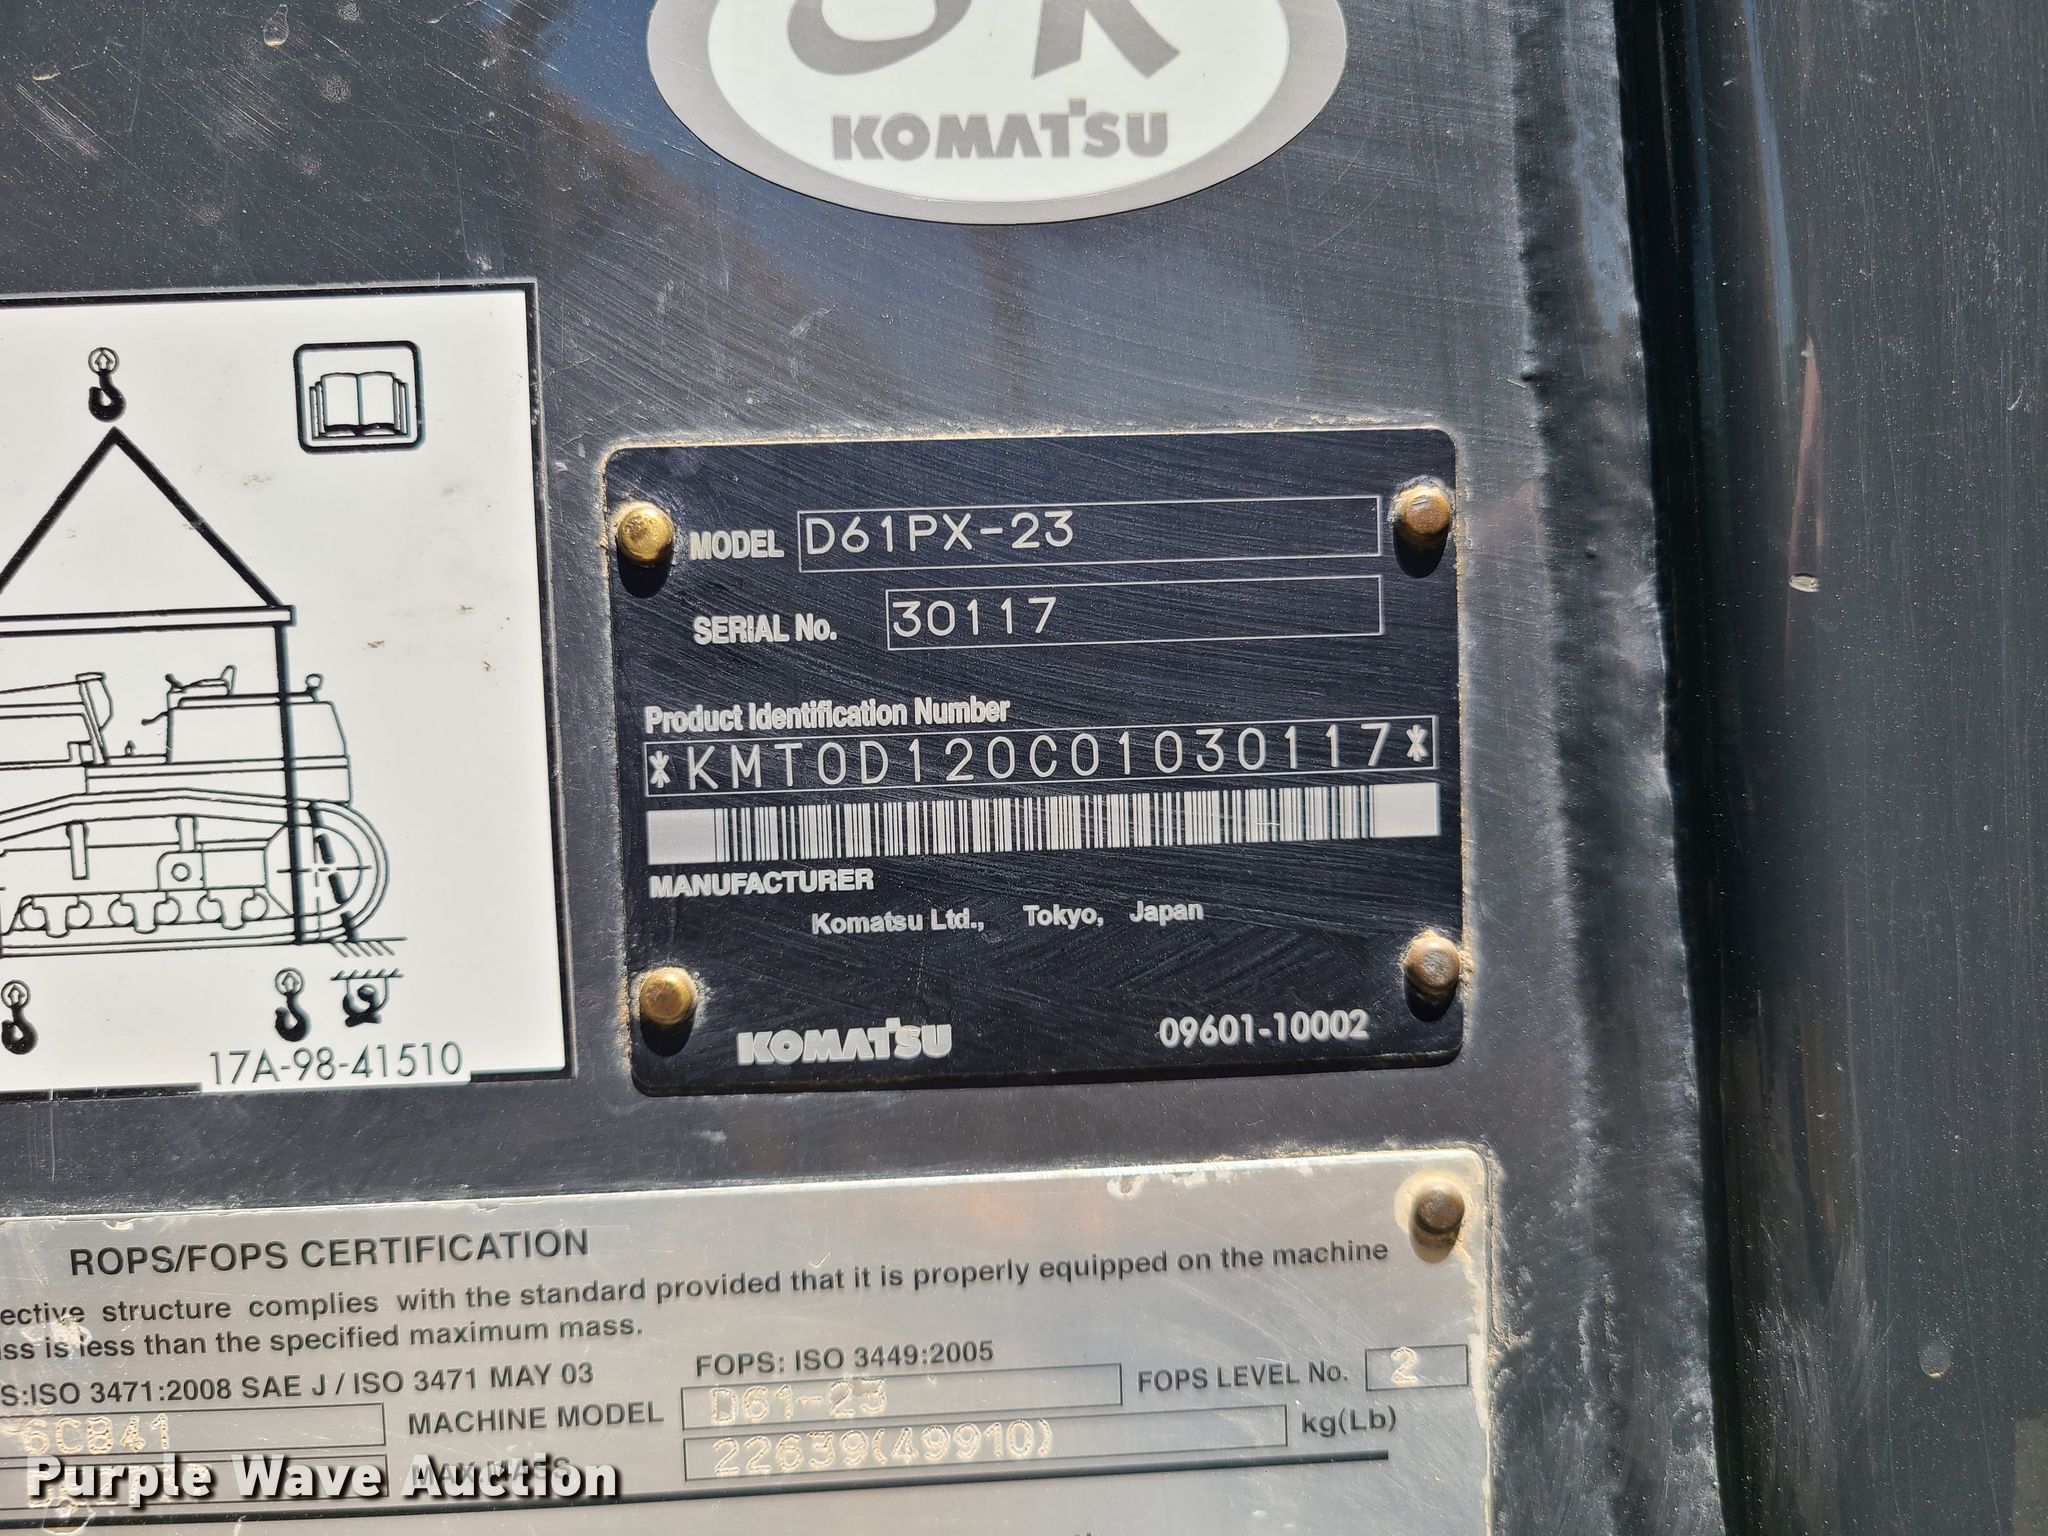 OK
KOMATSU
MODEL D61PX-23
SERIAL No. 30117
Product Identification Number
*KMT0D120C01030117*
MANUFACTURER
Komatsu Ltd., Tokyo, Japan
KOMATSU 09601-10002
17A-98-41510
ROPS/FOPS CERTIFICATION
ective structure complies with the standard provided that it is properly equipped on the machine
ss is less than the specified maximum mass.
S:ISO 3471:2008 SAE J / ISO 3471 MAY 03 FOPS: ISO 3449:2005 FOPS LEVEL No. 2
6CB41 MACHINE MODEL D61-23
MAX.MASS 22639(49910) kg(Lb)
Purple Wave Auction